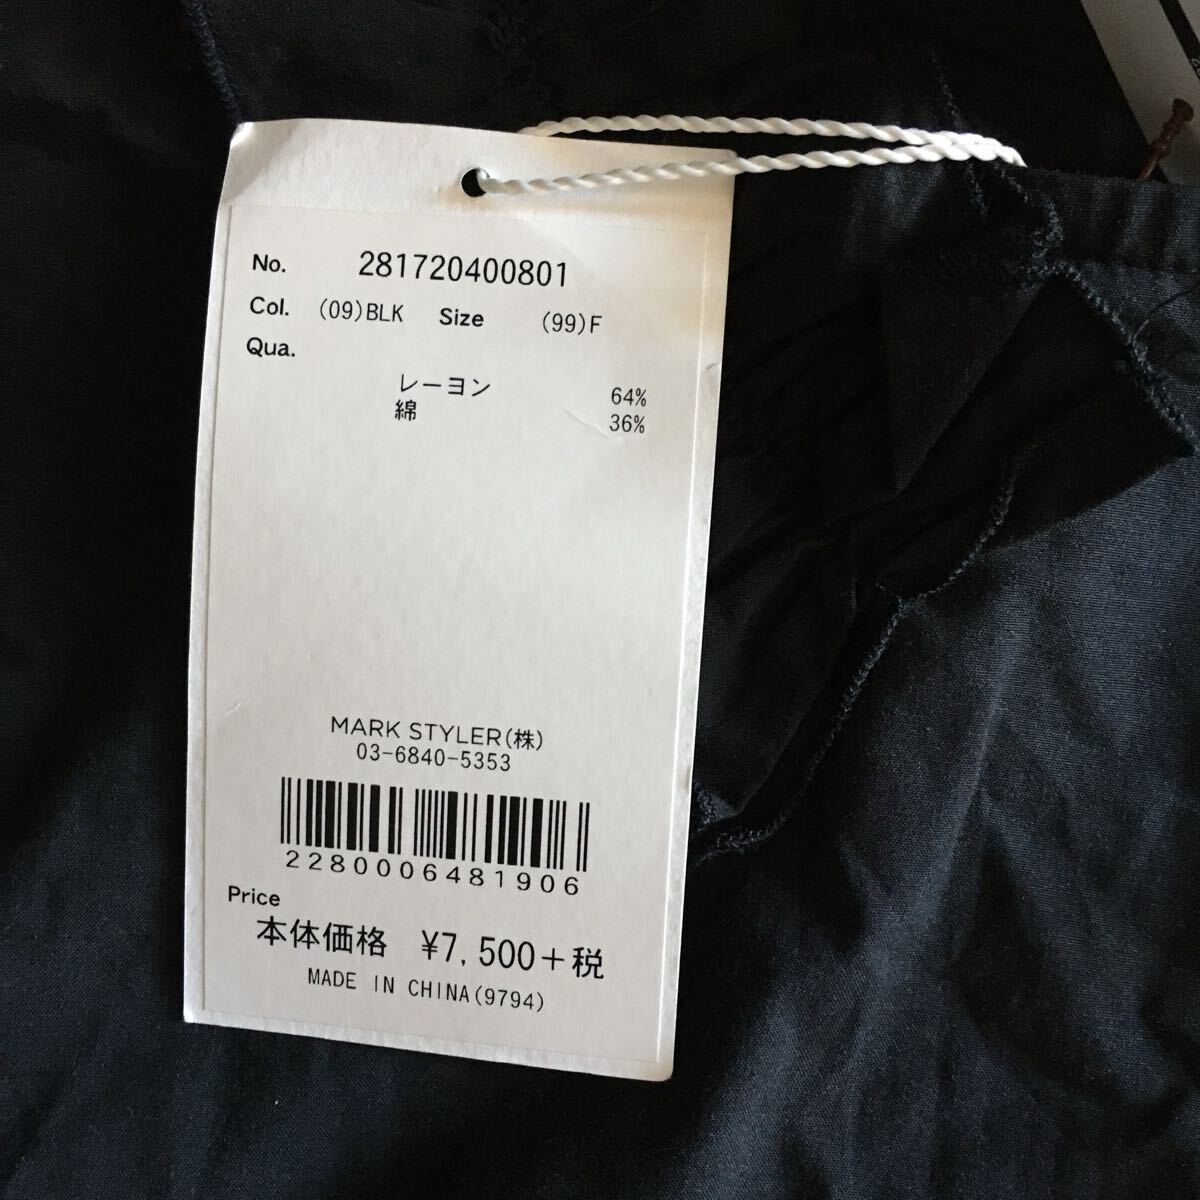 No. 281720400801
Col. (09)BLK Size (99)F
Qua.
レーヨン 64%
綿 36%
MARK STYLER(株)
03-6840-5353
2280006481906
Price
本体価格 ¥7,500+税
MADE IN CHINA(9794)